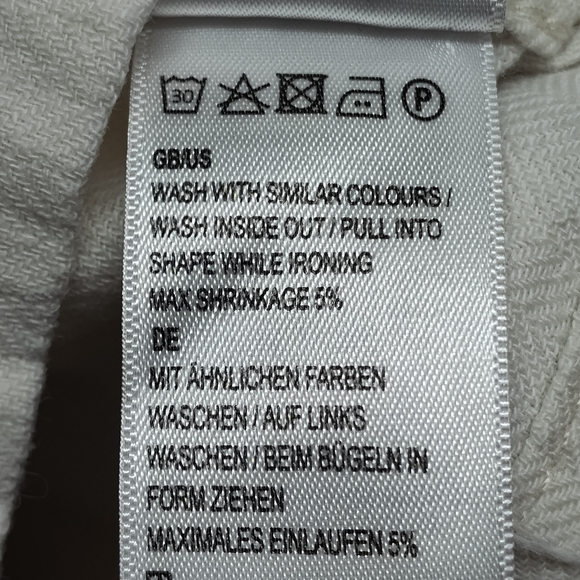 30 P
GB/US
WASH WITH SIMILAR COLOURS /
WASH INSIDE OUT / PULL INTO
SHAPE WHILE IRONING
MAX SHRINKAGE 5%
DE
MIT ÄHNLICHEN FARBEN
WASCHEN / AUF LINKS
WASCHEN / BEIM BÜGELN IN
FORM ZIEHEN
MAXIMALES EINLAUFEN 5%